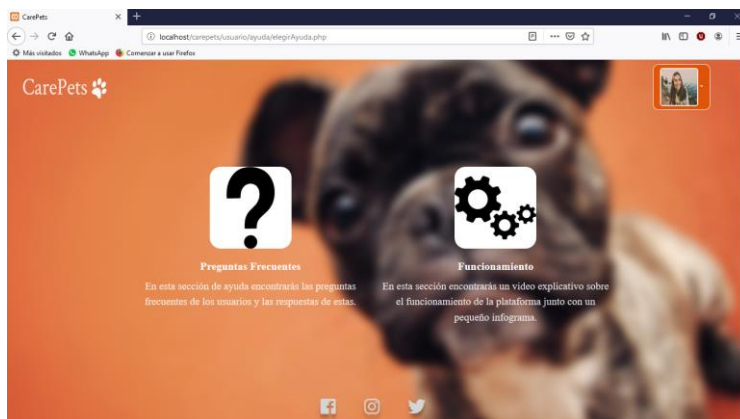 CarePets
localhost/carepets/usuario/ayuda/elegirAyuda.php
Más visitados WhatsApp Comenzar a usar Firefox
CarePets
?
Preguntas Frecuentes
En esta sección de ayuda encontrarás las preguntas
frecuentes de los usuarios y las respuestas de estas.
Funcionamiento
En esta sección encontrarás un video explicativo sobre
el funcionamiento de la plataforma junto con un
pequeño infograma.